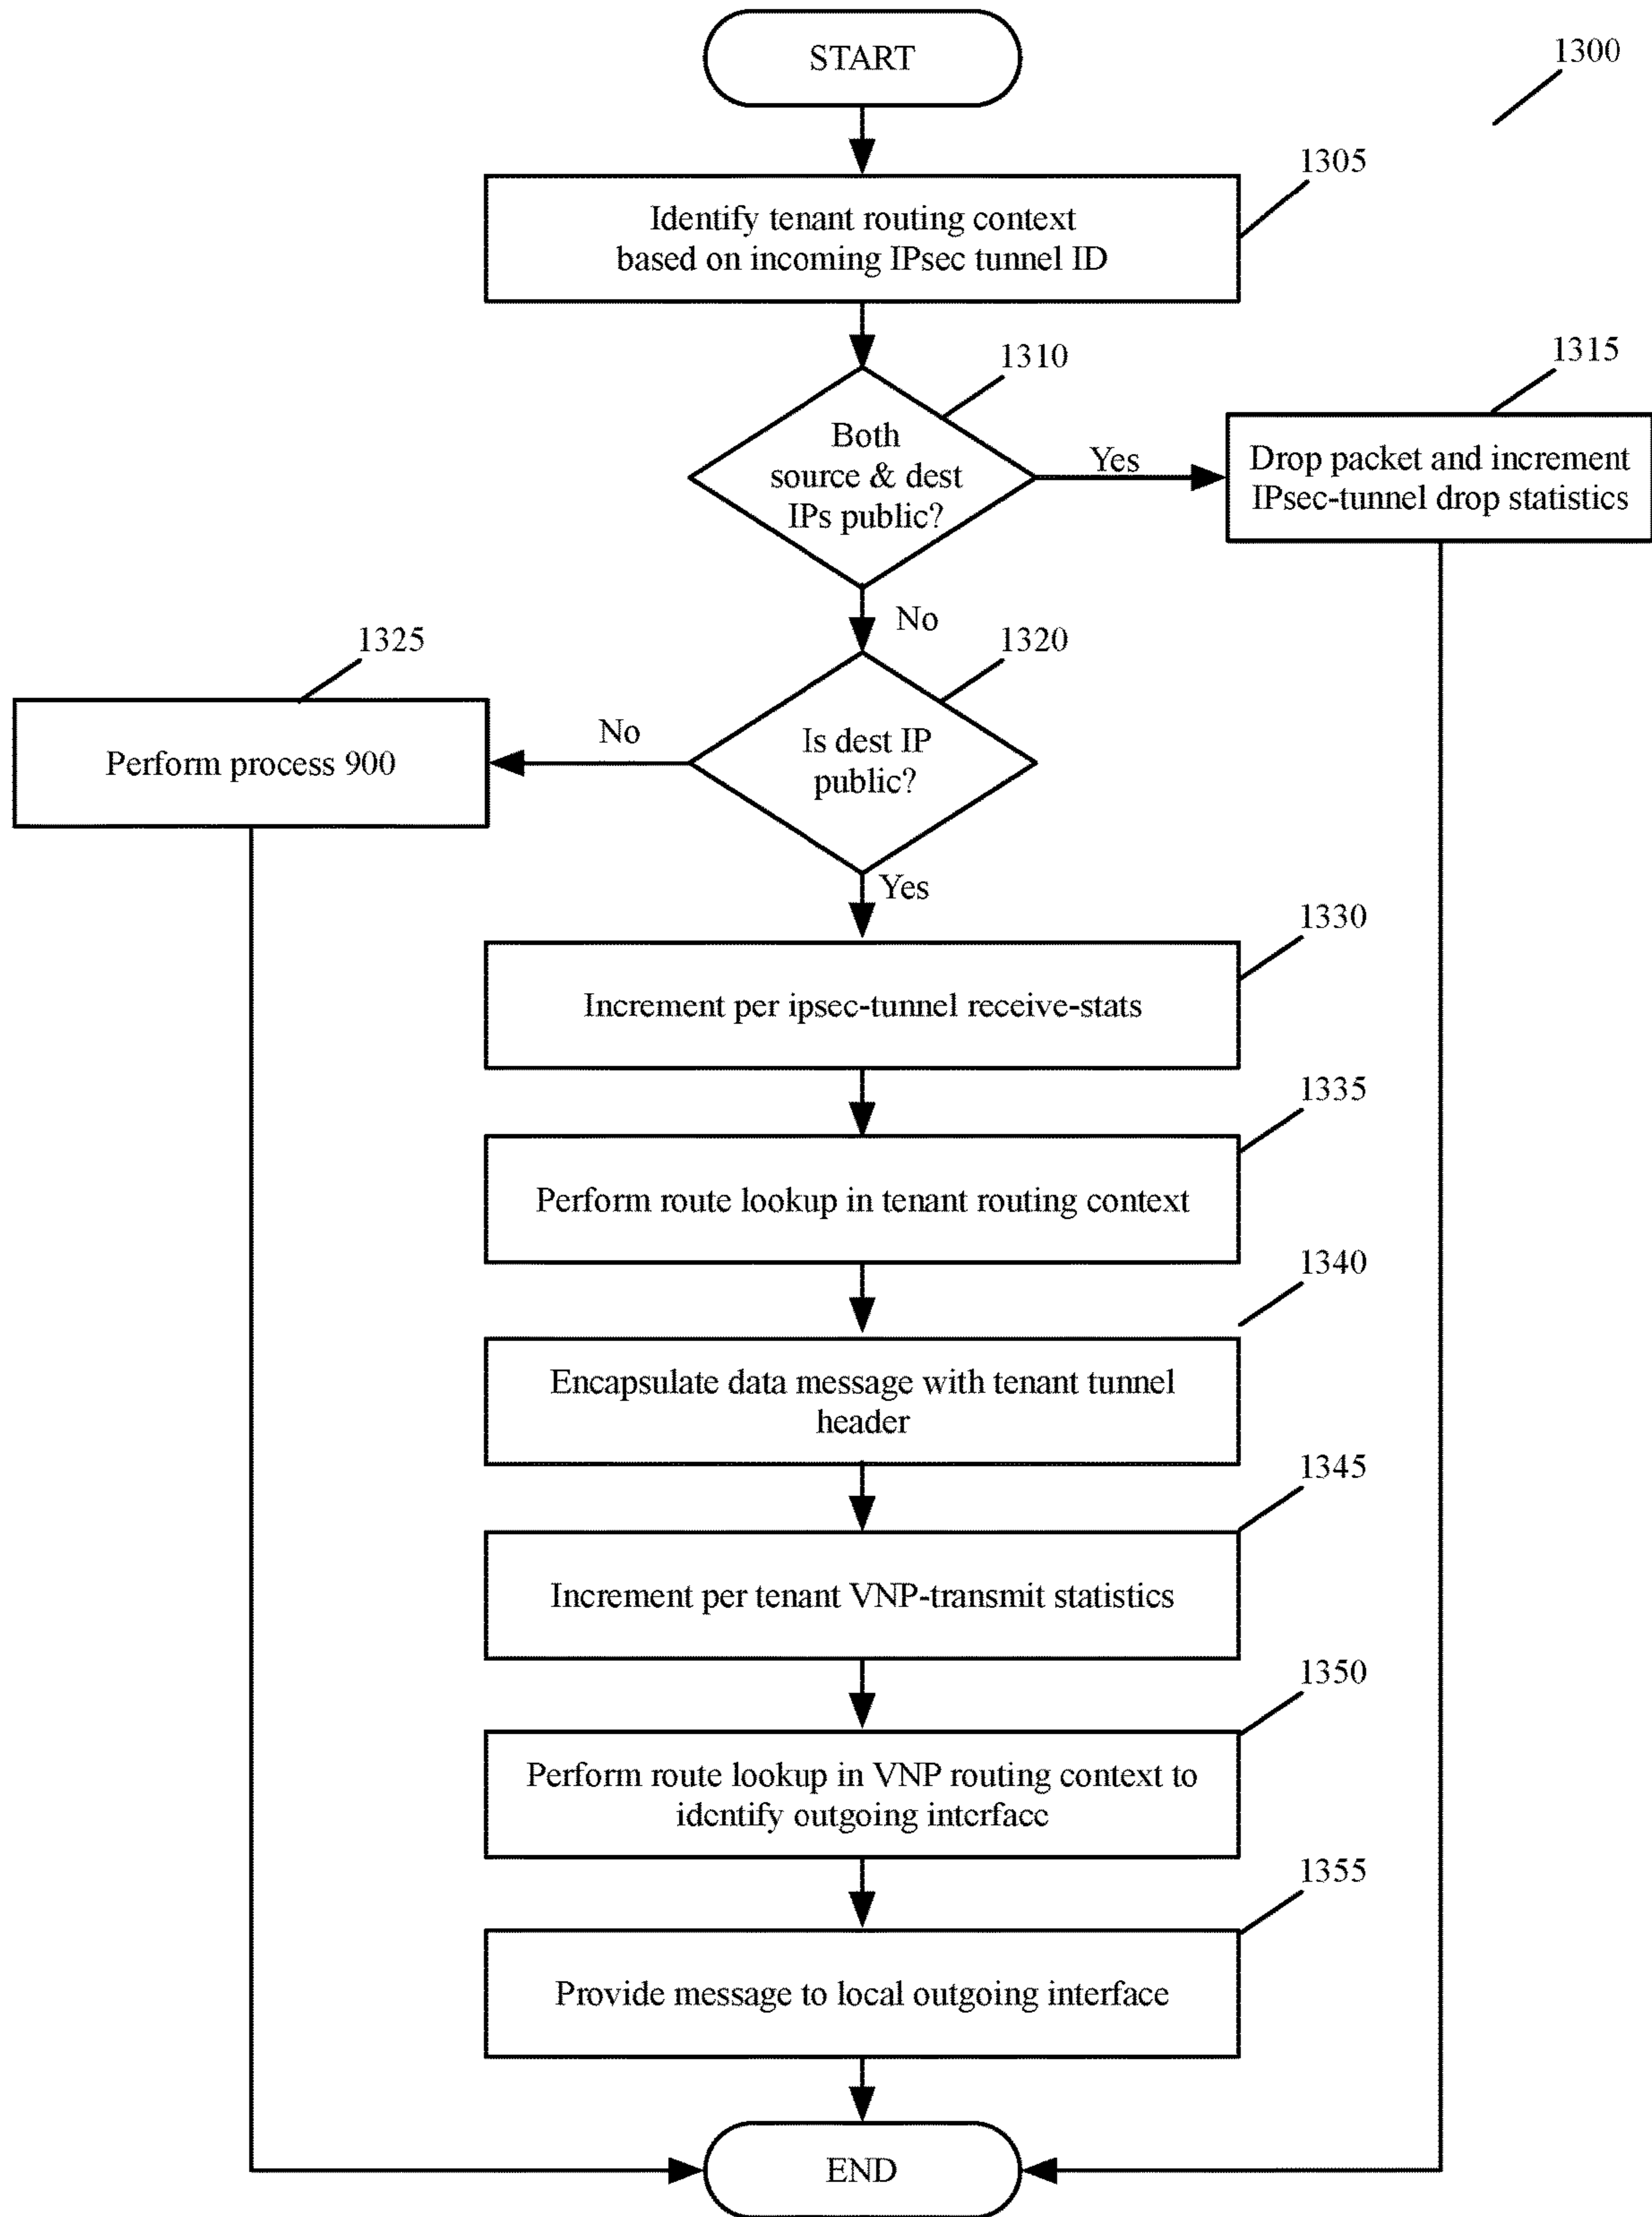 START
1300
1305
Identify tenant routing context
based on incoming IPsec tunnel ID
1310
1315
Both
source & dest
IPs public?
Yes
Drop packet and increment
IPsec-tunnel drop statistics
No
1320
1325
No
Is dest IP
public?
Perform process 900
Yes
1330
Increment per ipsec-tunnel receive-stats
1335
Perform route lookup in tenant routing context
1340
Encapsulate data message with tenant tunnel
header
1345
Increment per tenant VNP-transmit statistics
1350
Perform route lookup in VNP routing context to
identify outgoing interface
1355
Provide message to local outgoing interface
END